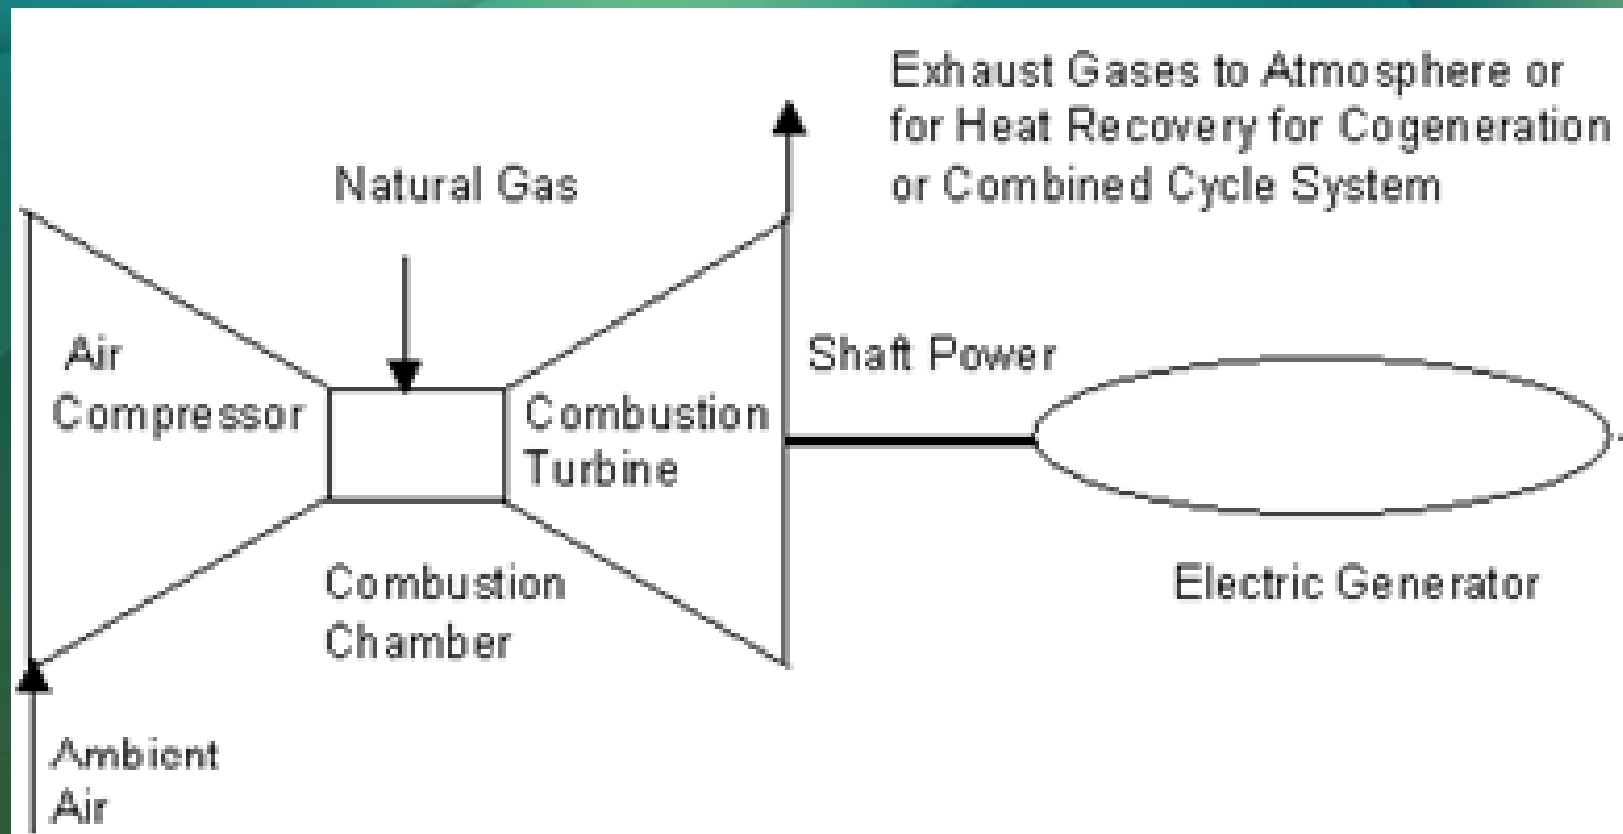 Exhaust Gases to Atmosphere or
for Heat Recovery for Cogeneration
or Combined Cycle System
Natural Gas
Air
Compressor
Combustion
Turbine
Shaft Power
Combustion
Chamber
Electric Generator
Ambient
Air